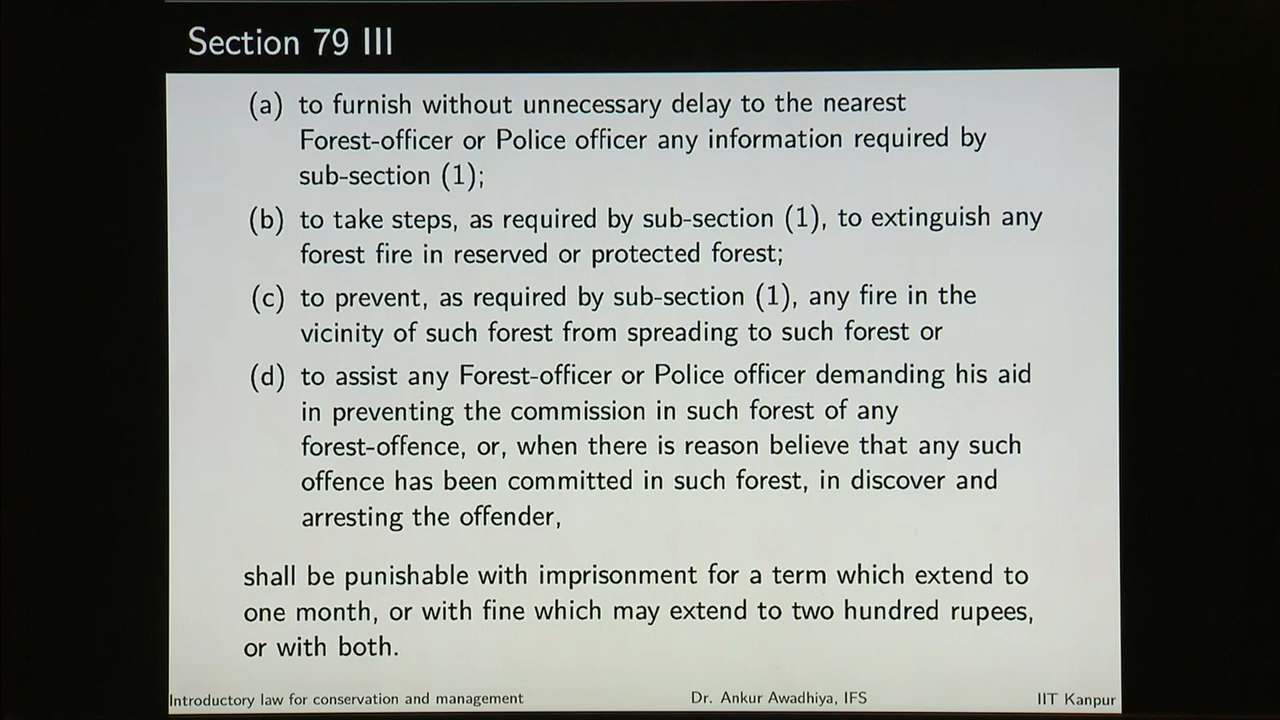 Section 79 III
(a) to furnish without unnecessary delay to the nearest
Forest-officer or Police officer any information required by
sub-section (1);
(b) to take steps, as required by sub-section (1), to extinguish any
forest fire in reserved or protected forest;
(c) to prevent, as required by sub-section (1), any fire in the
vicinity of such forest from spreading to such forest or
(d) to assist any Forest-officer or Police officer demanding his aid
in preventing the commission in such forest of any
forest-offence, or, when there is reason believe that any such
offence has been committed in such forest, in discover and
arresting the offender,
shall be punishable with imprisonment for a term which extend to
one month, or with fine which may extend to two hundred rupees,
or with both.
Introductory law for conservation and management Dr. Ankur Awadhiya, IFS IIT Kanpur